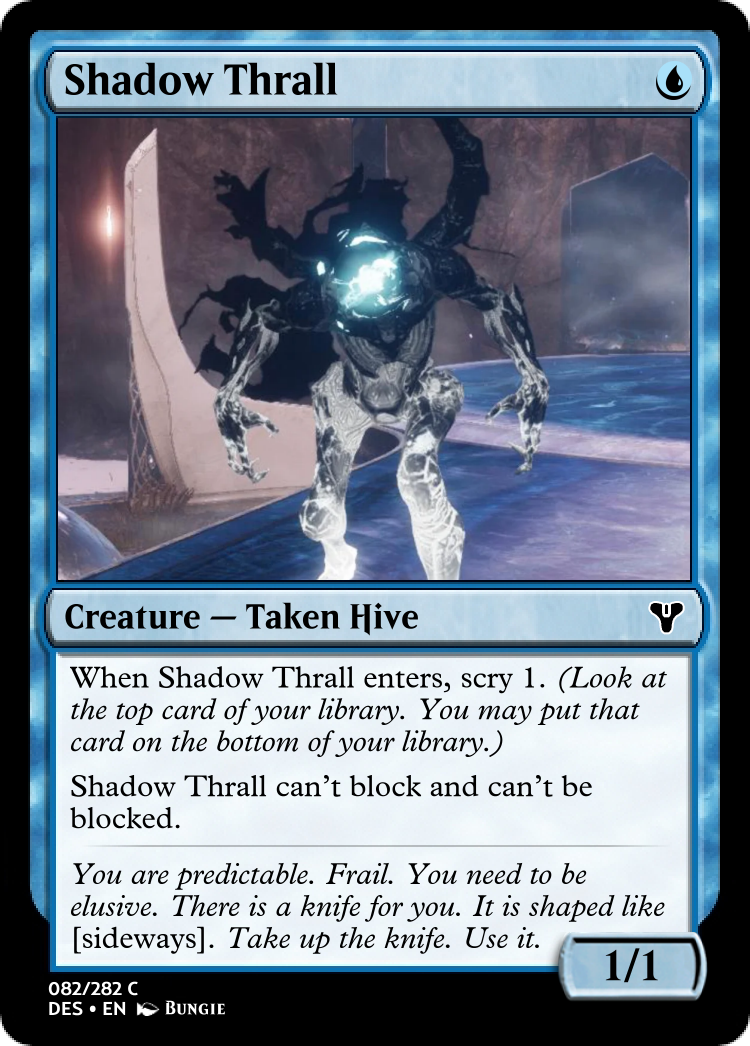 Shadow Thrall
Creature — Taken Hive
When Shadow Thrall enters, scry 1. (Look at
the top card of your library. You may put that
card on the bottom of your library.)
Shadow Thrall can't block and can't be
blocked.
You are predictable. Frail. You need to be
elusive. There is a knife for you. It is shaped like
[sideways]. Take up the knife. Use it.
1/1
082/282 C
DES • EN Bungie